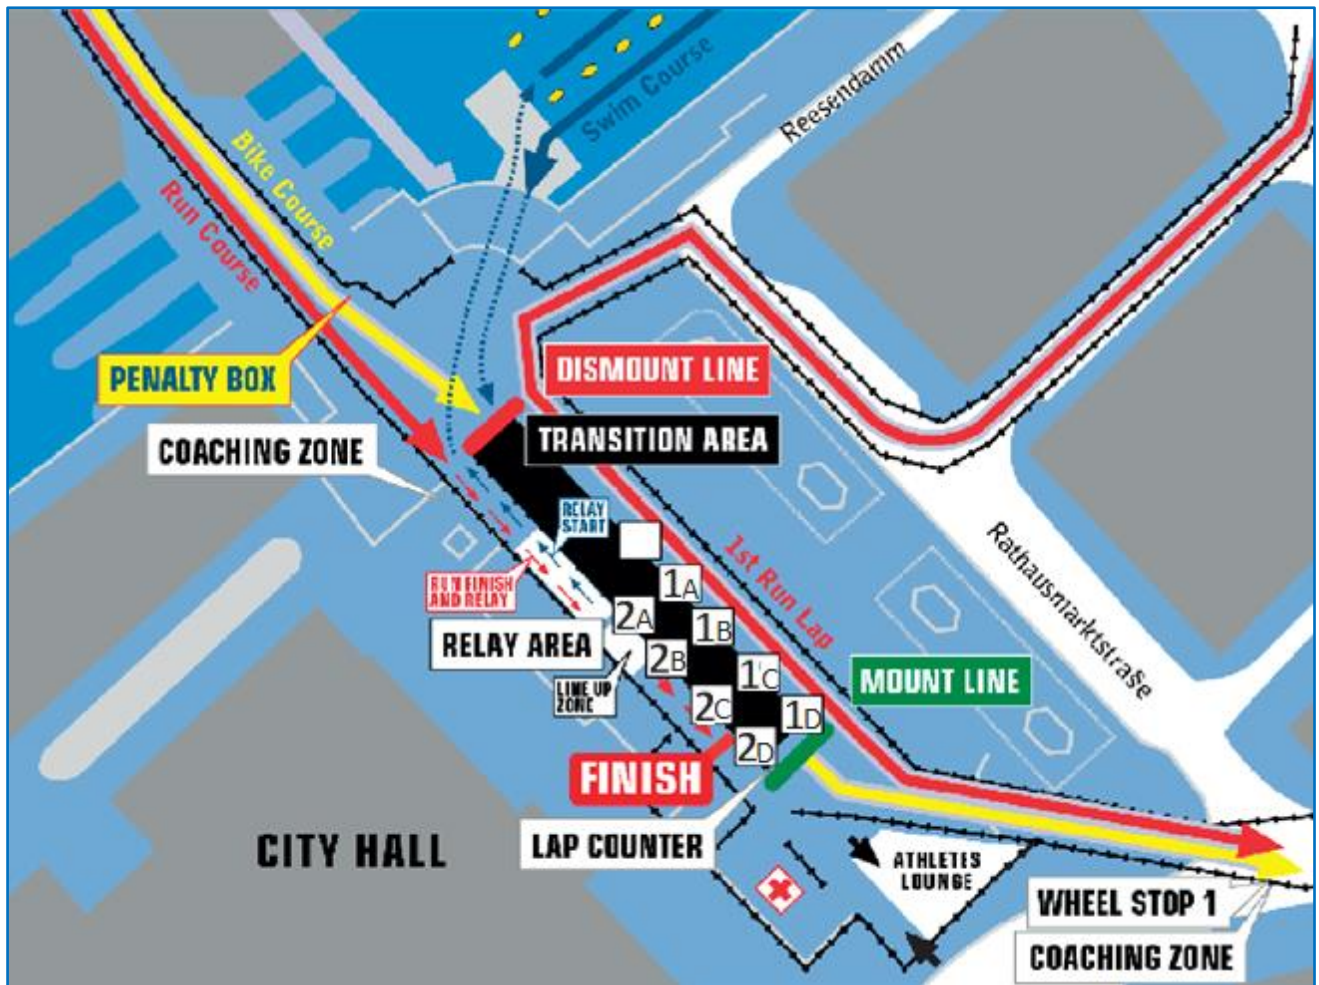 Swim Course
Reesendamm
Bike Course
Run Course
PENALTY BOX
DISMOUNT LINE
COACHING ZONE
TRANSITION AREA
RELAY
START
1st Run Lap
Rathausmarktstraße
RUN FINISH
AND RELAY
1A
2A
1B
RELAY AREA
2B
1C
MOUNT LINE
LINE UP
ZONE
2C
1D
2D
FINISH
LAP COUNTER
CITY HALL
ATHLETES
LOUNGE
WHEEL STOP 1
COACHING ZONE